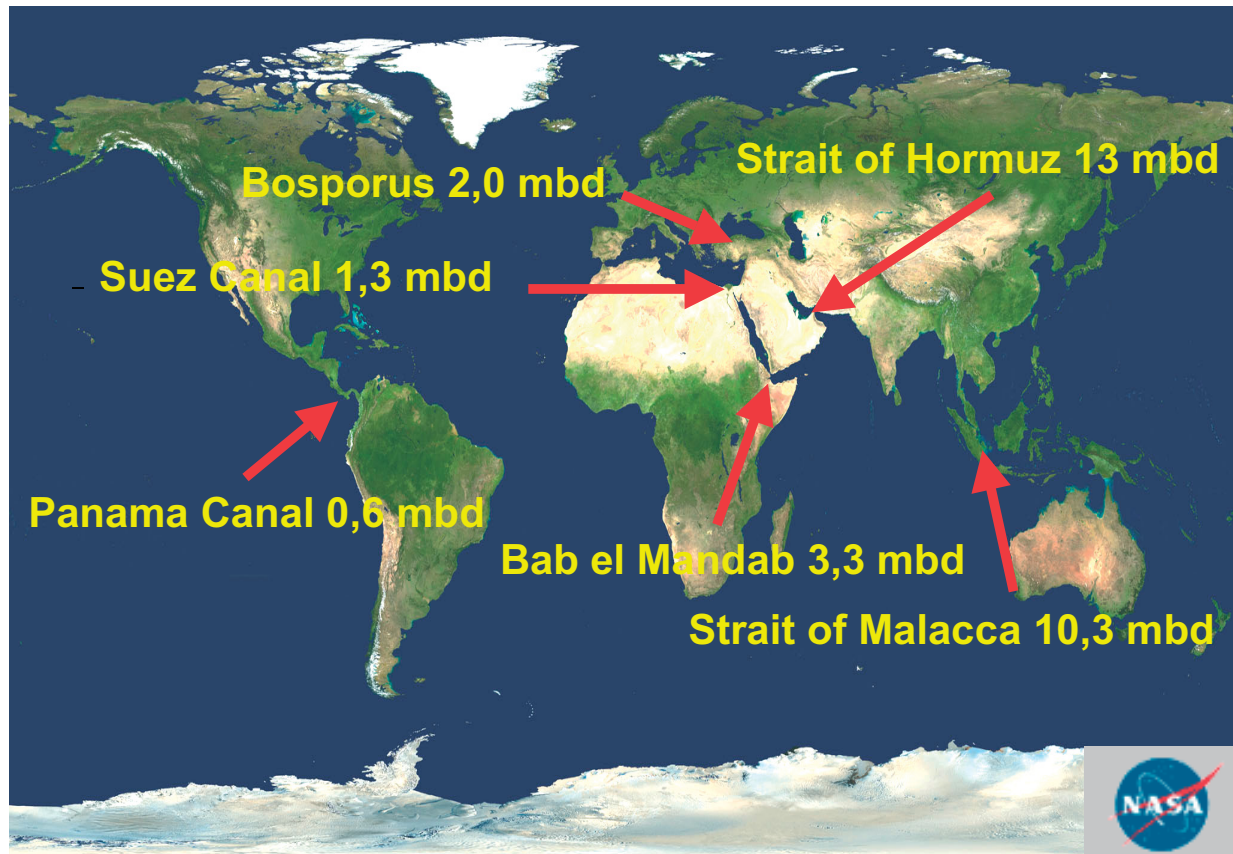 Strait of Hormuz 13 mbd
Bosporus 2,0 mbd
Suez Canal 1,3 mbd
Panama Canal 0,6 mbd
Bab el Mandab 3,3 mbd
Strait of Malacca 10,3 mbd
NASA